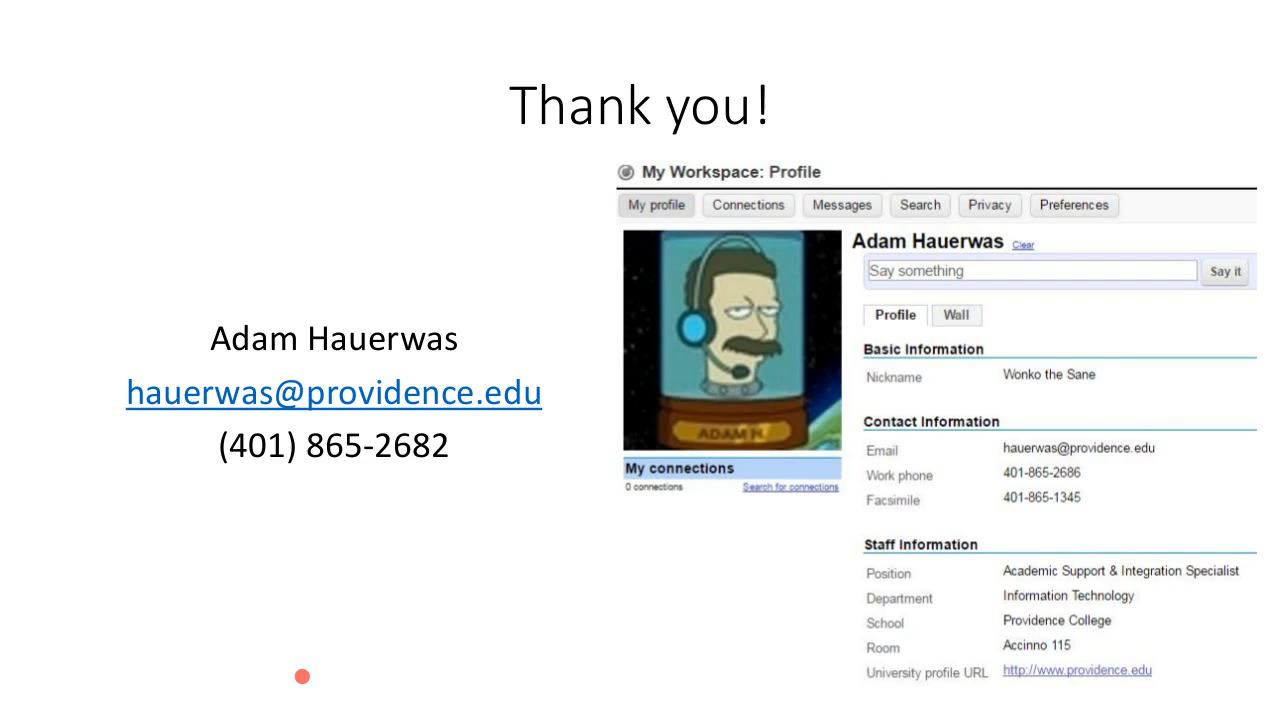 Thank you!
Adam Hauerwas
hauerwas@providence.edu
(401) 865-2682
My Workspace: Profile
My profile
Connections
Messages
Search
Privacy
Preferences
ADAM H.
My connections
0 connections
Search for connections
Adam Hauerwas Clear
Say something
Say it
Profile
Wall
Basic Information
Nickname Wonko the Sane
Contact Information
Email hauerwas@providence.edu
Work phone 401-865-2686
Facsimile 401-865-1345
Staff Information
Position Academic Support & Integration Specialist
Department Information Technology
School Providence College
Room Accinno 115
University profile URL http://www.providence.edu